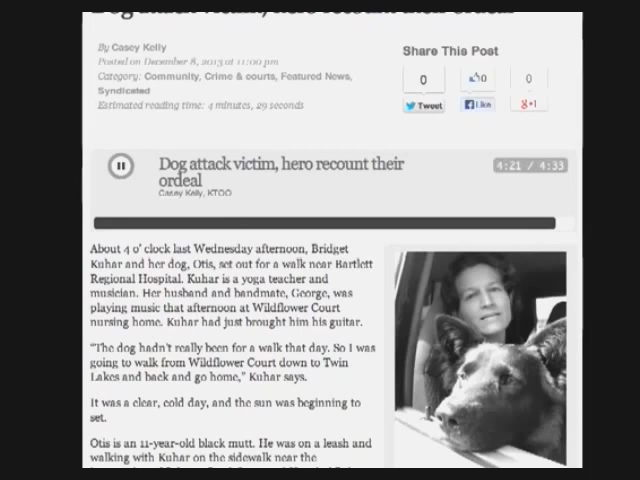 Dog attack victim, hero recount their ordeal
By Casey Kelly
Posted on December 8, 2013 at 11:00 pm
Category: Community, Crime & courts, Featured News,
Syndicated
Estimated reading time: 4 minutes, 29 seconds
Share This Post
0
0
0
Tweet
Like
+1
Dog attack victim, hero recount their
ordeal
4:21 / 4:33
Casey Kelly, KTOO
About 4 o' clock last Wednesday afternoon, Bridget
Kuhar and her dog, Otis, set out for a walk near Bartlett
Regional Hospital. Kuhar is a yoga teacher and
musician. Her husband and bandmate, George, was
playing music that afternoon at Wildflower Court
nursing home. Kuhar had just brought him his guitar.
"The dog hadn't really been for a walk that day. So I was
going to walk from Wildflower Court down to Twin
Lakes and back and go home," Kuhar says.
It was a clear, cold day, and the sun was beginning to
set.
Otis is an 11-year-old black mutt. He was on a leash and
walking with Kuhar on the sidewalk near the